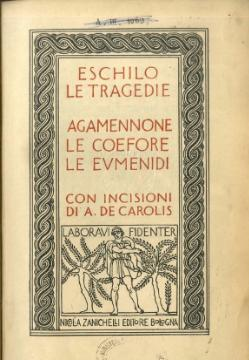 ESCHILO
LE TRAGEDIE
AGAMENNONE
LE COEFORE
LE EVMENIDI
CON INCISIONI
DI A. DE CAROLIS
LABORAVI FIDENTER
NICOLA ZANICHELLI EDITORE BOLOGNA